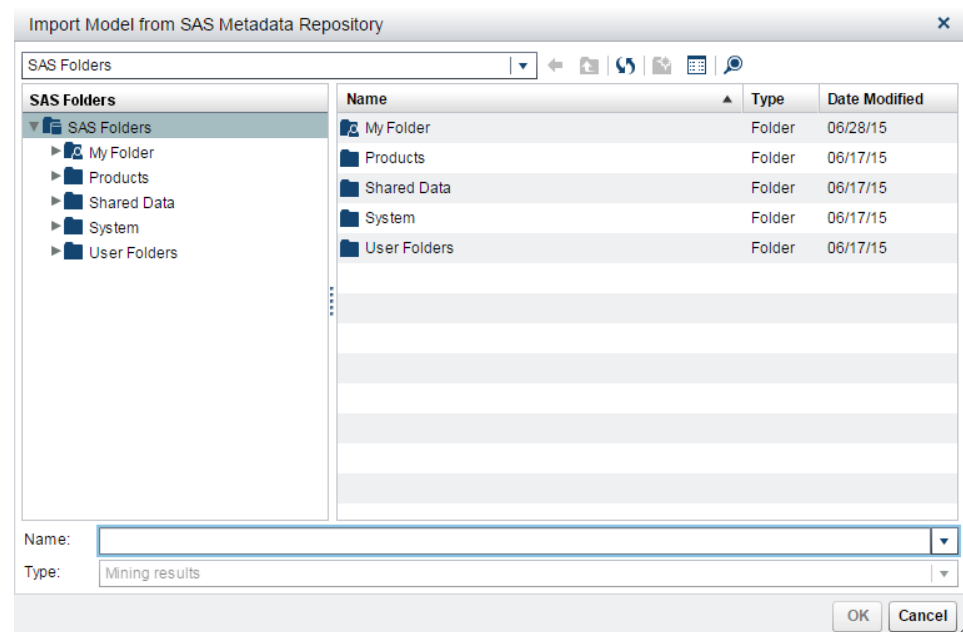 Import Model from SAS Metadata Repository
SAS Folders
SAS Folders
Name Type Date Modified
SAS Folders
My Folder
Products
Shared Data
System
User Folders
My Folder Folder 06/28/15
Products Folder 06/17/15
Shared Data Folder 06/17/15
System Folder 06/17/15
User Folders Folder 06/17/15
Name:
Type: Mining results
OK Cancel